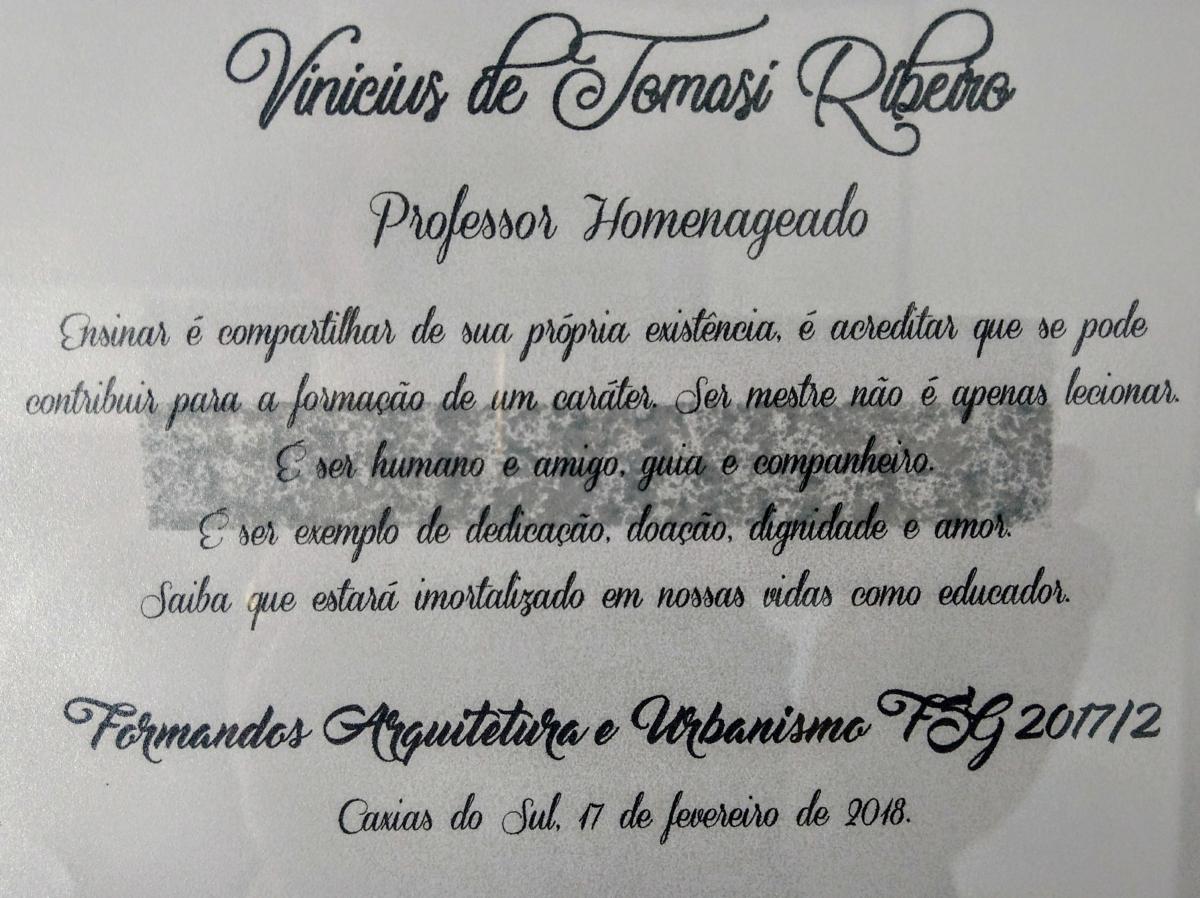 Vinicius de Tomasi Ribeiro
Professor Homenageado
Ensinar é compartilhar de sua própria existência, é acreditar que se pode
contribuir para a formação de um caráter. Ser mestre não é apenas lecionar.
É ser humano e amigo, guia e companheiro.
É ser exemplo de dedicação, doação, dignidade e amor.
Saiba que estará imortalizado em nossas vidas como educador.
Formandos Arquitetura e Urbanismo FSG 2017/2
Caxias do Sul, 17 de fevereiro de 2018.